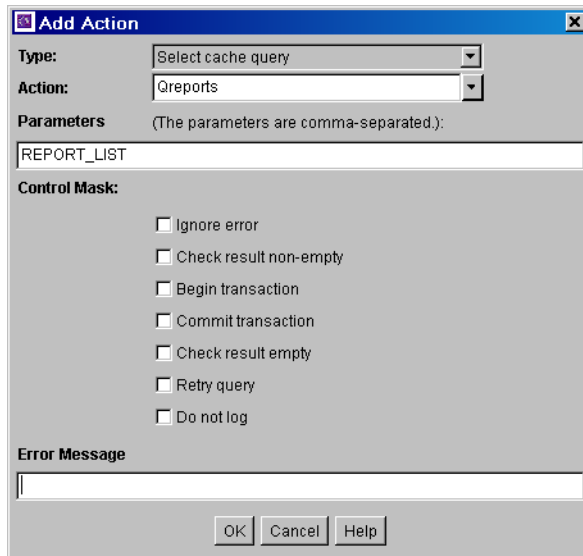 Add Action
Type: Select cache query
Action: Qreports
Parameters (The parameters are comma-separated.):
REPORT_LIST
Control Mask:
Ignore error
Check result non-empty
Begin transaction
Commit transaction
Check result empty
Retry query
Do not log
Error Message
OK Cancel Help